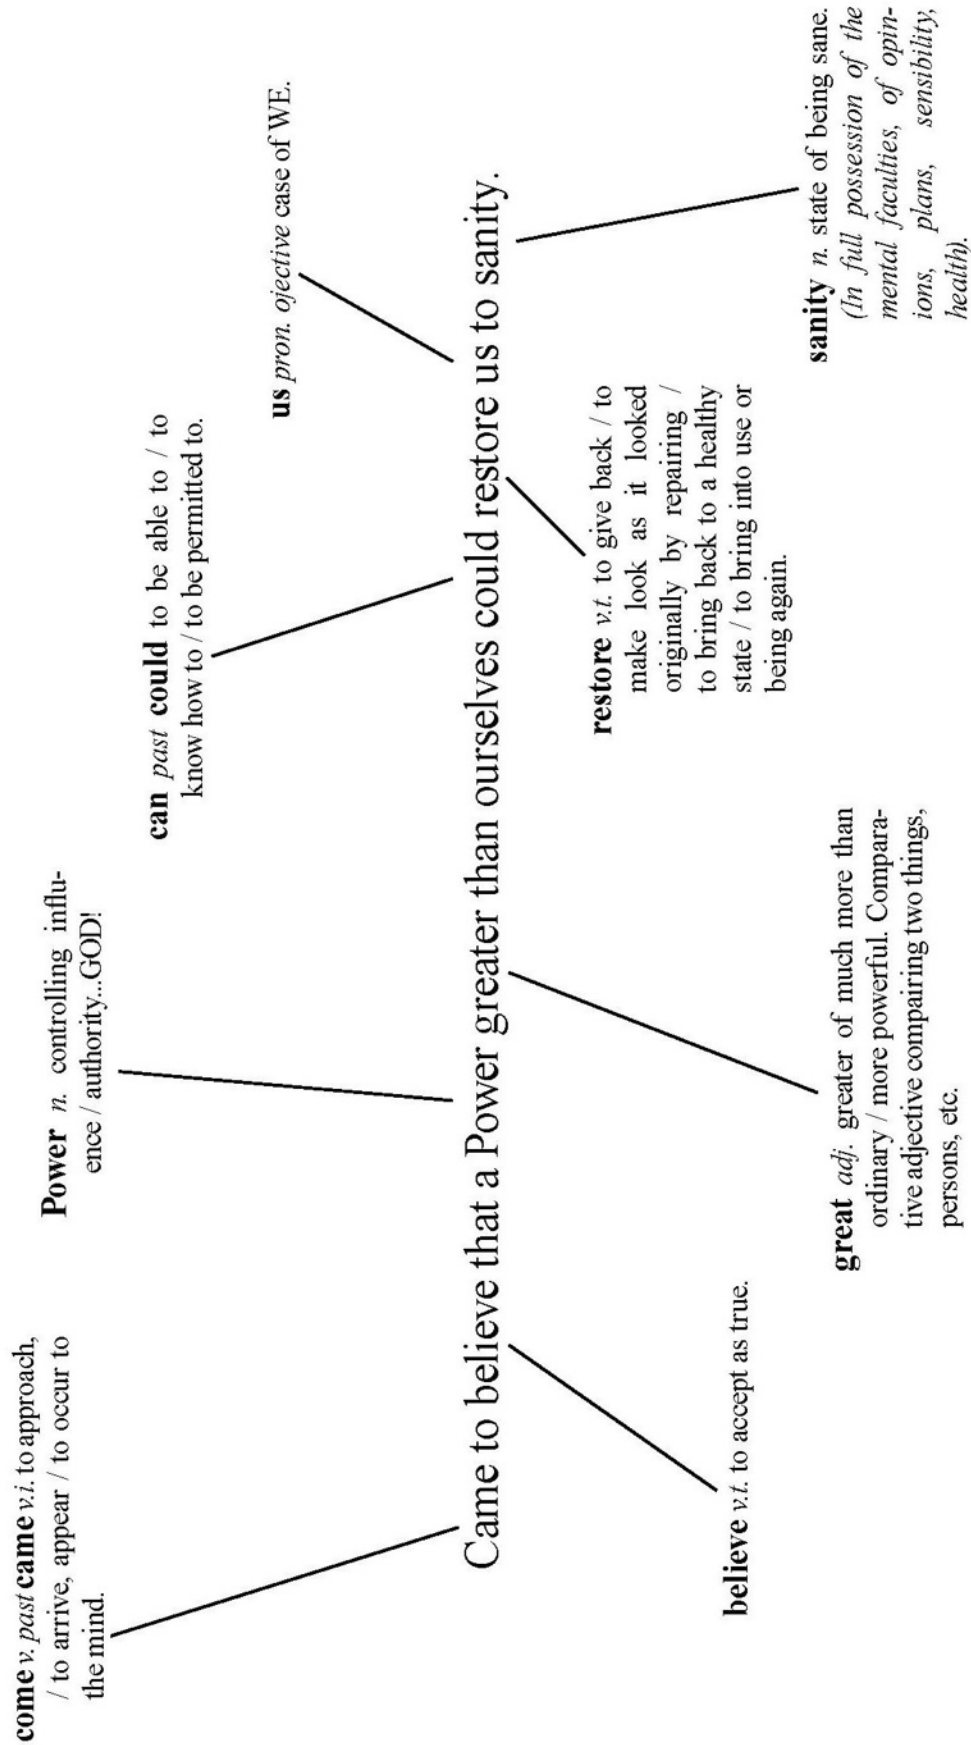 come v. past came v.i. to approach,
/ to arrive, appear / to occur to
the mind.
Power n. controlling influ-
ence / authority...GOD!
can past could to be able to / to
know how to / to be permitted to.
us pron. ojective case of WE.
Came to believe that a Power greater than ourselves could restore us to sanity.
believe v.t. to accept as true.
great adj. greater of much more than
ordinary / more powerful. Compara-
tive adjective compairing two things,
persons, etc.
restore v.t. to give back / to
make look as it looked
originally by repairing /
to bring back to a healthy
state / to bring into use or
being again.
sanity n. state of being sane.
(In full possession of the
mental faculties, of opin-
ions, plans, sensibility,
health).